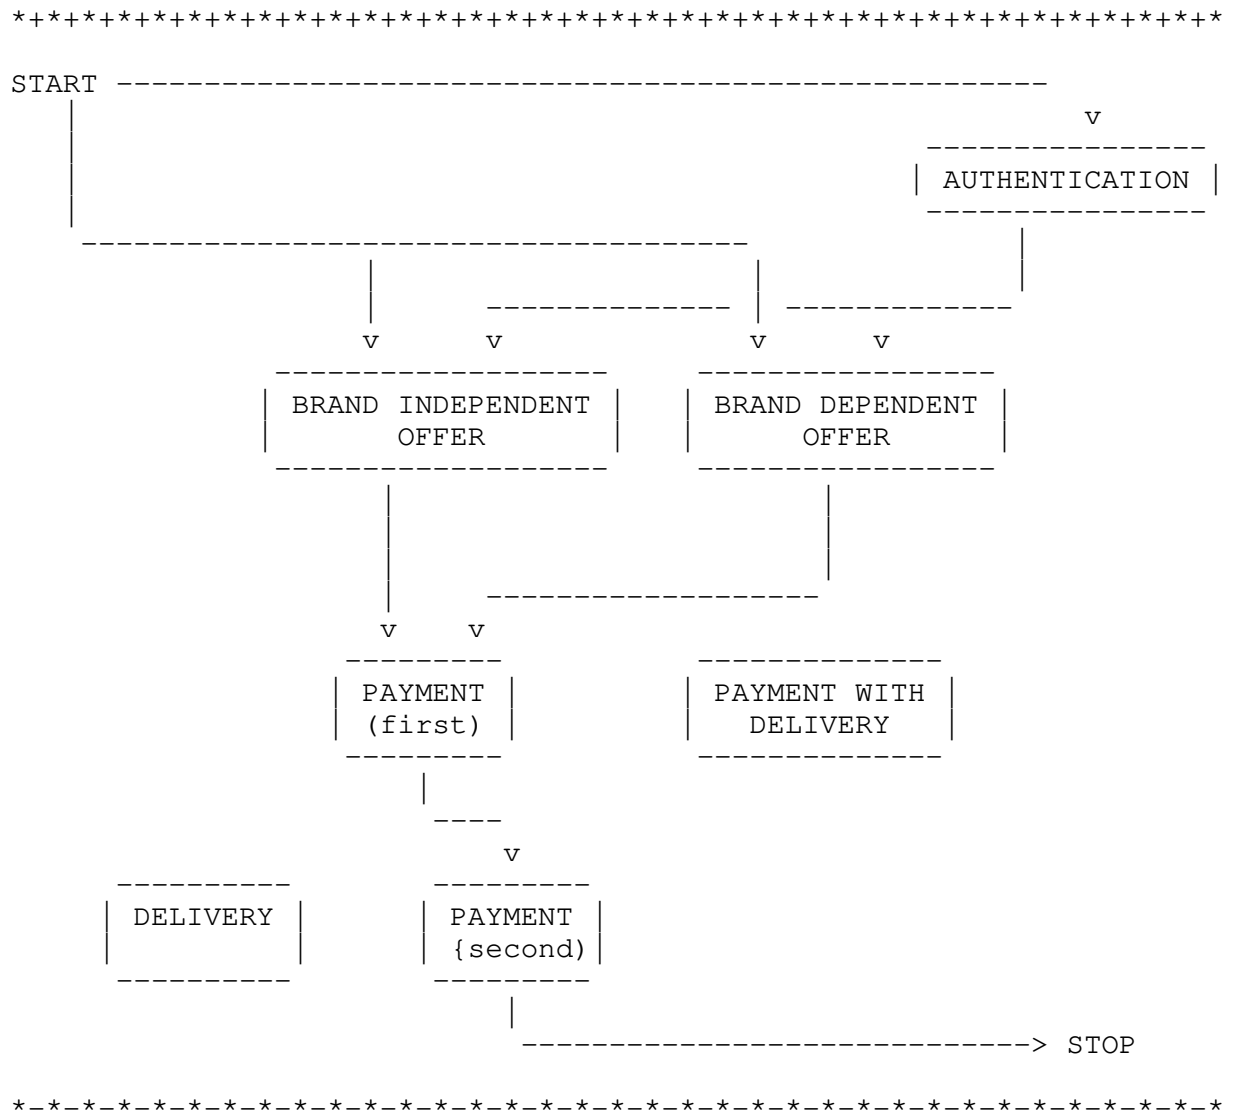 *+*+*+*+*+*+*+*+*+*+*+*+*+*+*+*+*+*+*+*+*+*+*+*+*+*+*+*+*+*+*+*+*+*+*
START
v
AUTHENTICATION
v v v v
BRAND INDEPENDENT BRAND DEPENDENT
OFFER OFFER
v v
PAYMENT PAYMENT WITH
(first) DELIVERY
v
DELIVERY PAYMENT
{second)
STOP
*-*-*-*-*-*-*-*-*-*-*-*-*-*-*-*-*-*-*-*-*-*-*-*-*-*-*-*-*-*-*-*-*-*-*